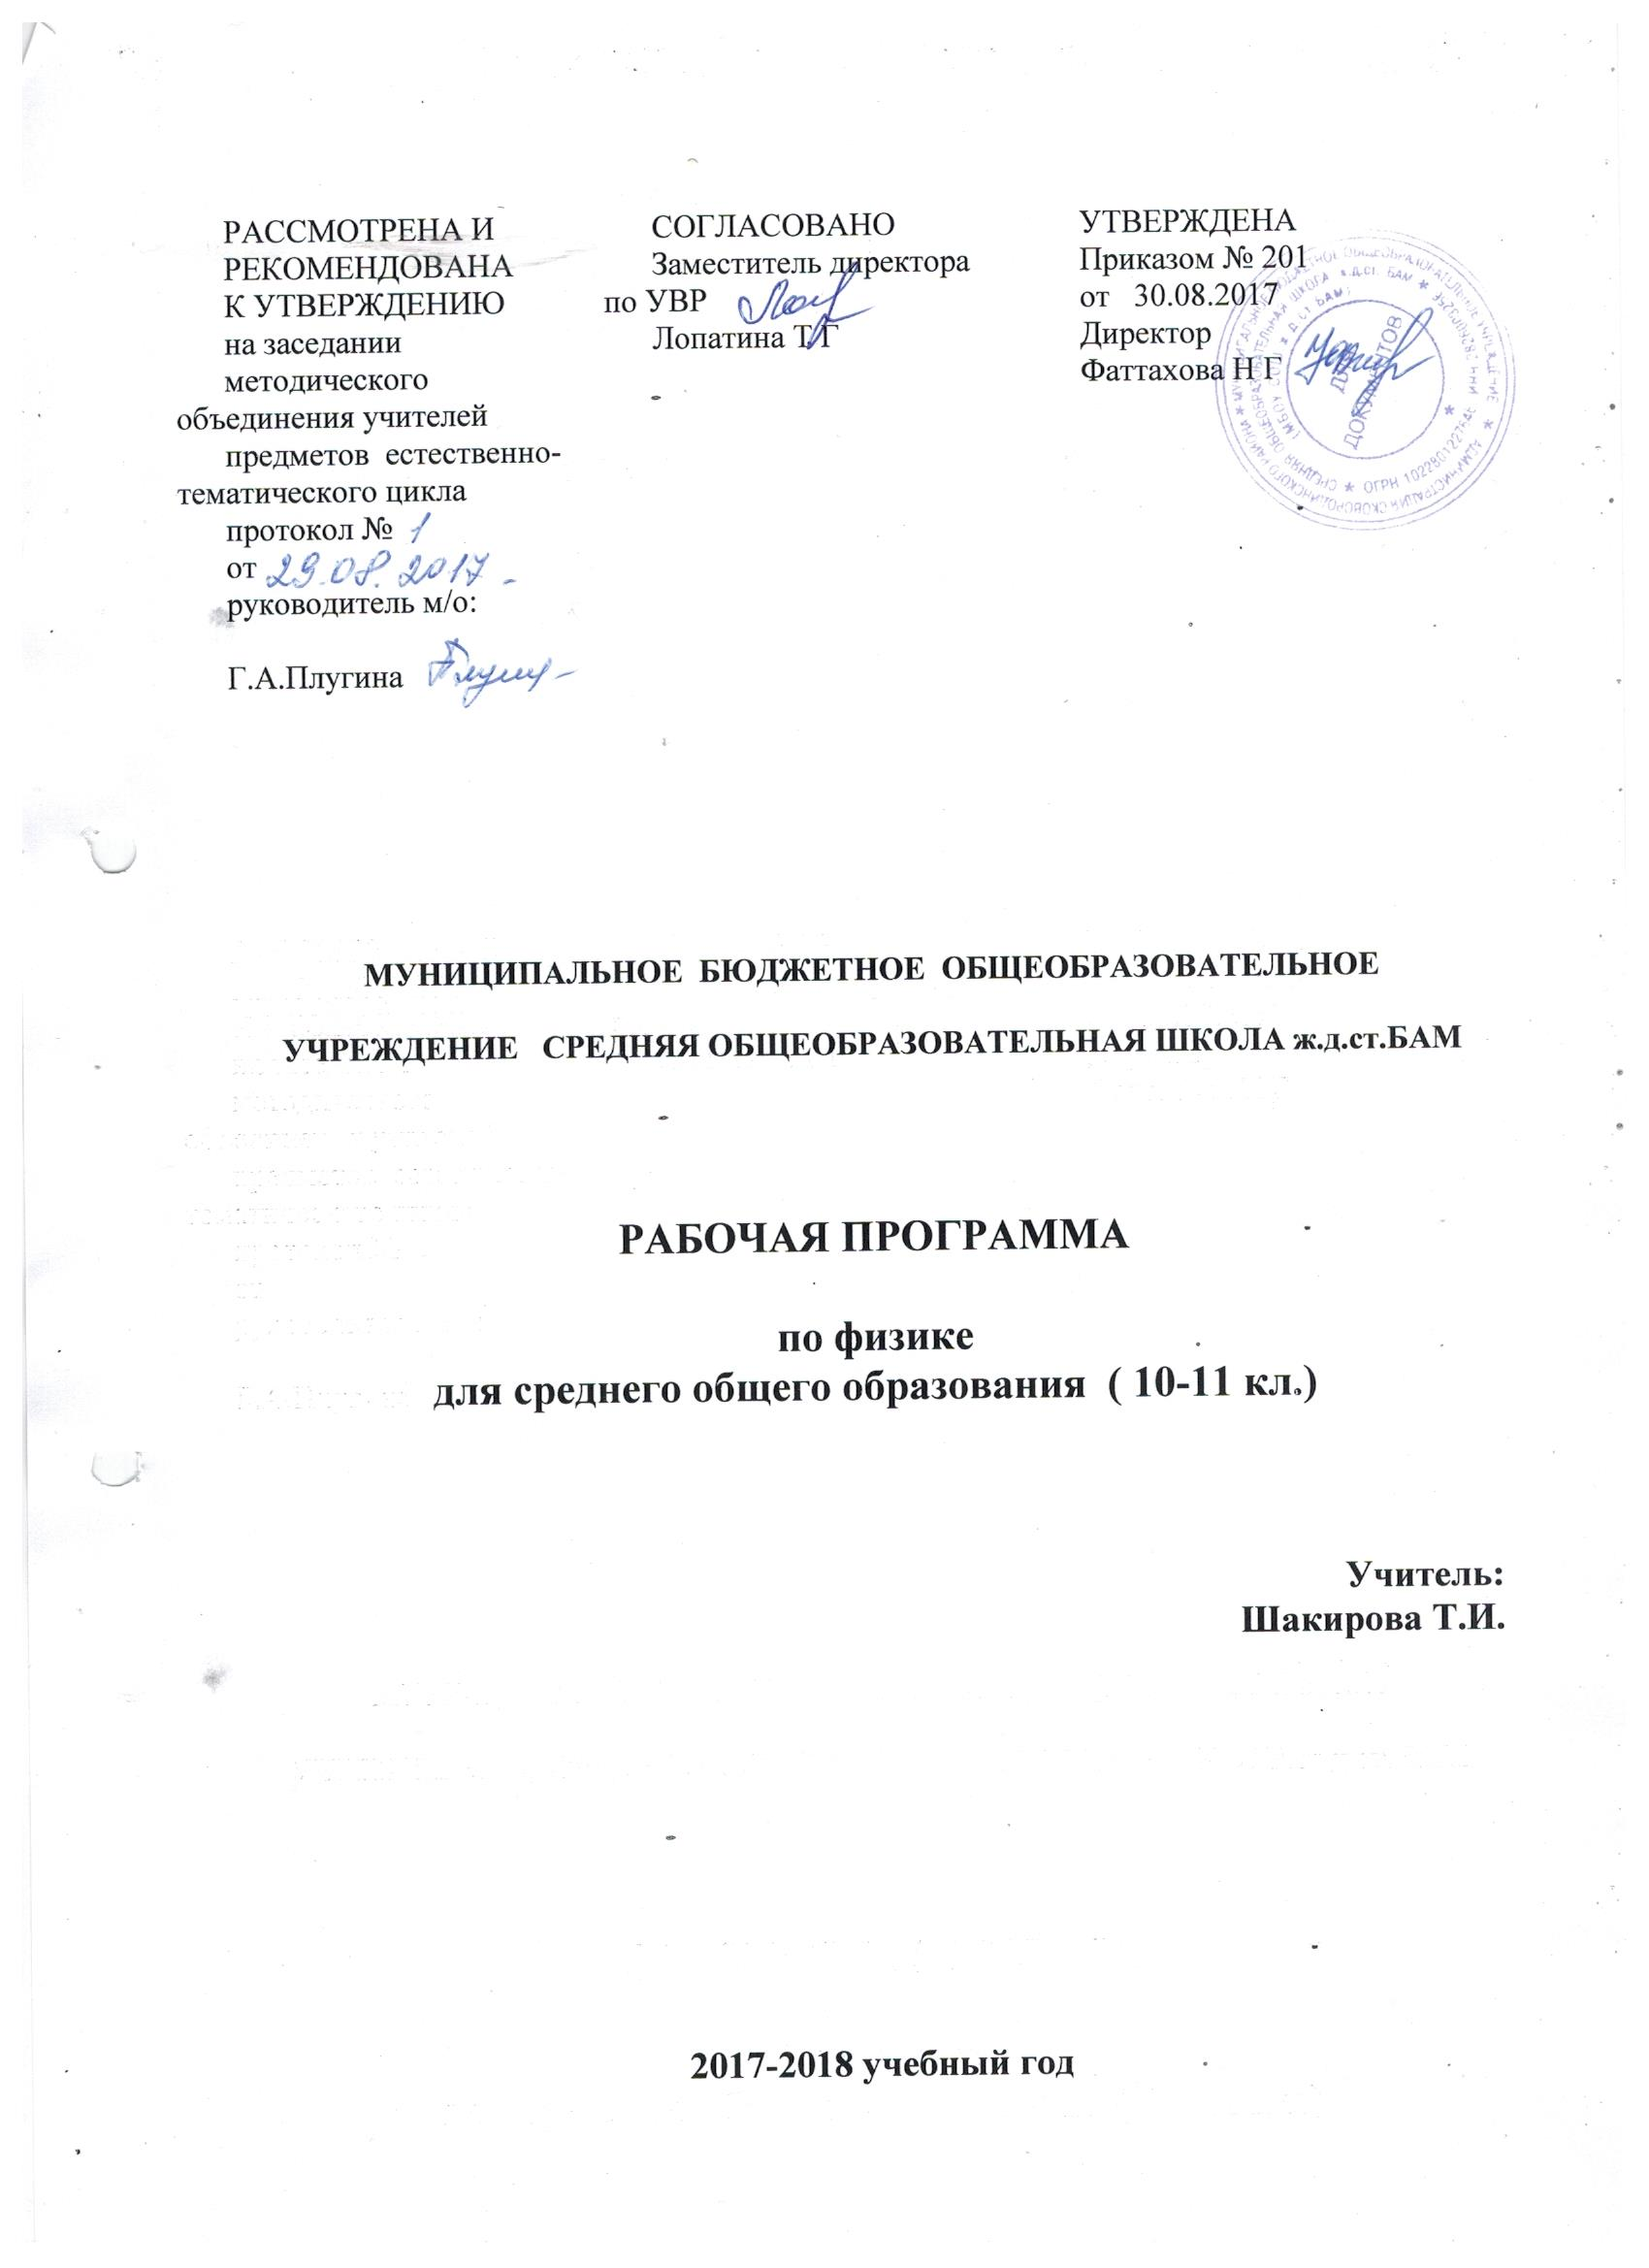 РАССМОТРЕНА И
РЕКОМЕНДОВАНА
К УТВЕРЖДЕНИЮ
на заседании
методического
объединения учителей
предметов естественно-
тематического цикла
протокол № 1
от 29.08.2017
руководитель м/о:
Г.А.Плугина
СОГЛАСОВАНО
Заместитель директора
по УВР
Лопатина Т.Г
УТВЕРЖДЕНА
Приказом № 201
от 30.08.2017
Директор
Фаттахова Н Г
ДЛЯ
ДОКУМЕНТОВ
МУНИЦИПАЛЬНОЕ БЮДЖЕТНОЕ ОБЩЕОБРАЗОВАТЕЛЬНОЕ
УЧРЕЖДЕНИЕ СРЕДНЯЯ ОБЩЕОБРАЗОВАТЕЛЬНАЯ ШКОЛА ж.д.ст.БАМ
РАБОЧАЯ ПРОГРАММА
по физике
для среднего общего образования ( 10-11 кл.)
Учитель:
Шакирова Т.И.
2017-2018 учебный год